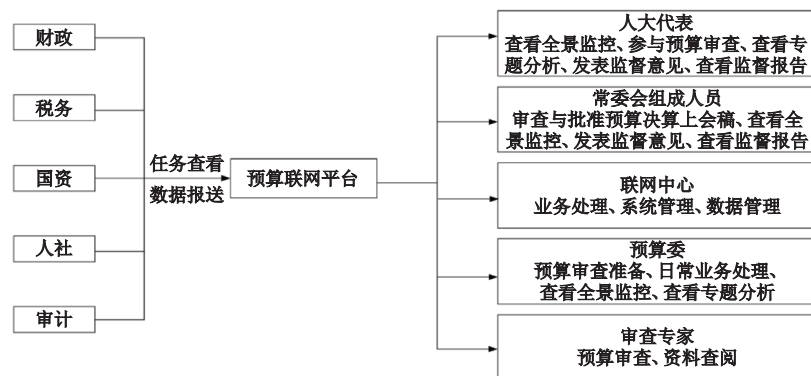 财政
税务
国资
人社
审计
任务查看
数据报送
预算联网平台
人大代表
查看全景监控、参与预算审查、查看专
题分析、发表监督意见、查看监督报告
常委会组成人员
审查与批准预算决算上会稿、查看全
景监控、发表监督意见、查看监督报告
联网中心
业务处理、系统管理、数据管理
预算委
预算审查准备、日常业务处理、
查看全景监控、查看专题分析
审查专家
预算审查、资料查阅